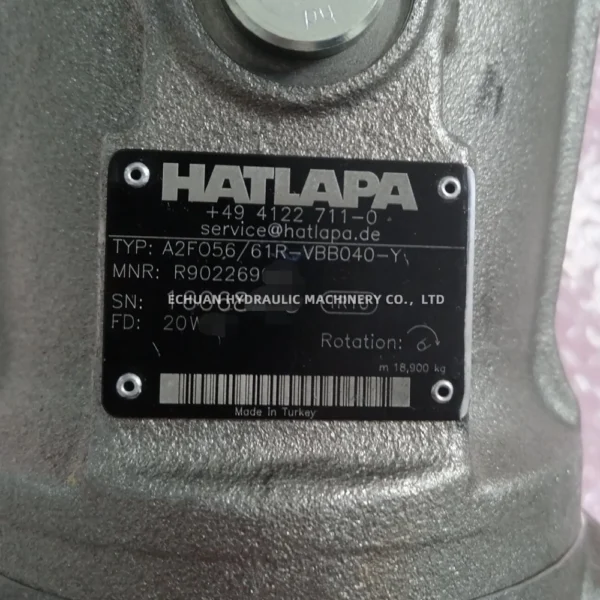 HATLAPA
+49 4122 711-0
service@hatlapa.de
TYP: A2FO56/61R-VBB040-Y
MNR: R902269
SN:
ECHUAN HYDRAULIC MACHINERY CO., LTD
FD: 20W
Rotation:
m 18,900 kg
Made In Turkey